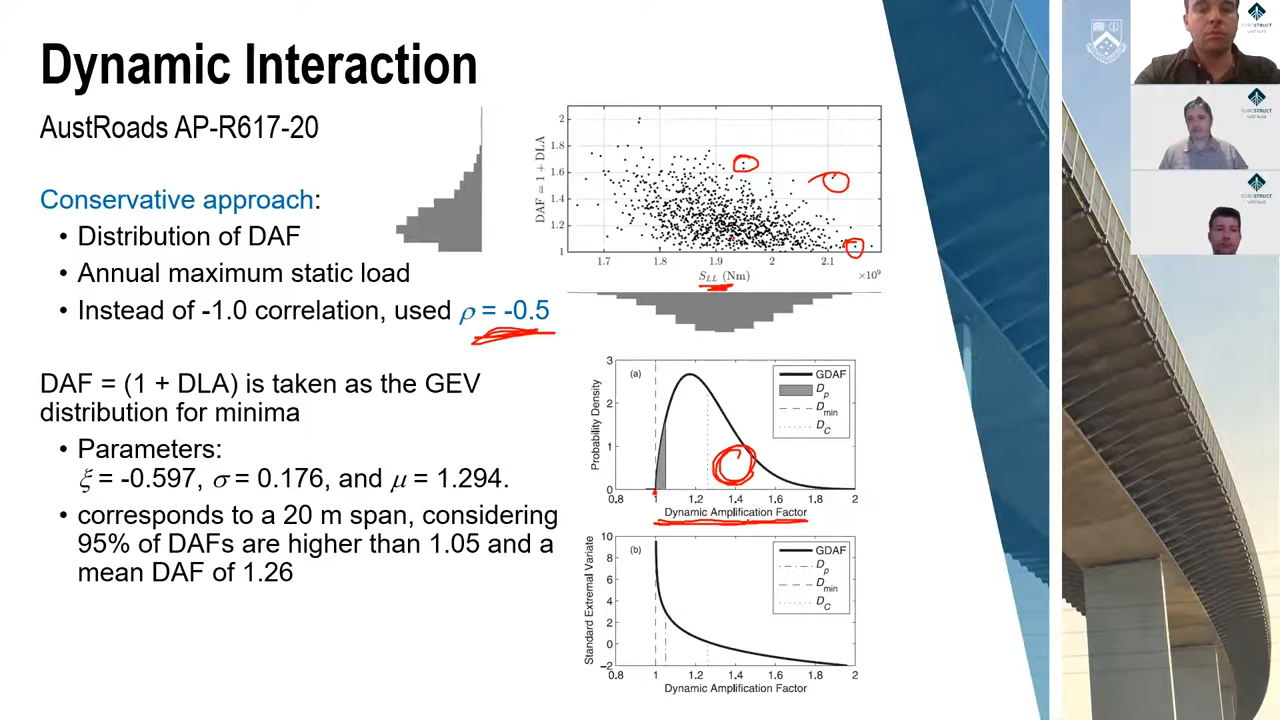 Dynamic Interaction
AustRoads AP-R617-20
Conservative approach:
• Distribution of DAF
• Annual maximum static load
• Instead of -1.0 correlation, used ρ = -0.5
DAF = (1 + DLA) is taken as the GEV
distribution for minima
• Parameters:
ξ = -0.597, σ = 0.176, and μ = 1.294.
• corresponds to a 20 m span, considering
95% of DAFs are higher than 1.05 and a
mean DAF of 1.26
DAF = 1 + DLA
2
1.8
1.6
1.4
1.2
1
1.7 1.8 1.9 2 2.1
S_LL (Nm) ×10⁹
(a)
Probability Density
3
2
1
0
GDAF
D_p
D_min
D_C
0.8 1 1.2 1.4 1.6 1.8 2
Dynamic Amplification Factor
(b)
Standard Extremal Variate
10
8
6
4
2
0
−2
GDAF
D_p
D_min
D_C
0.8 1 1.2 1.4 1.6 1.8 2
Dynamic Amplification Factor
EUROSTRUCT
EUROSTRUCT
EUROSTRUCT